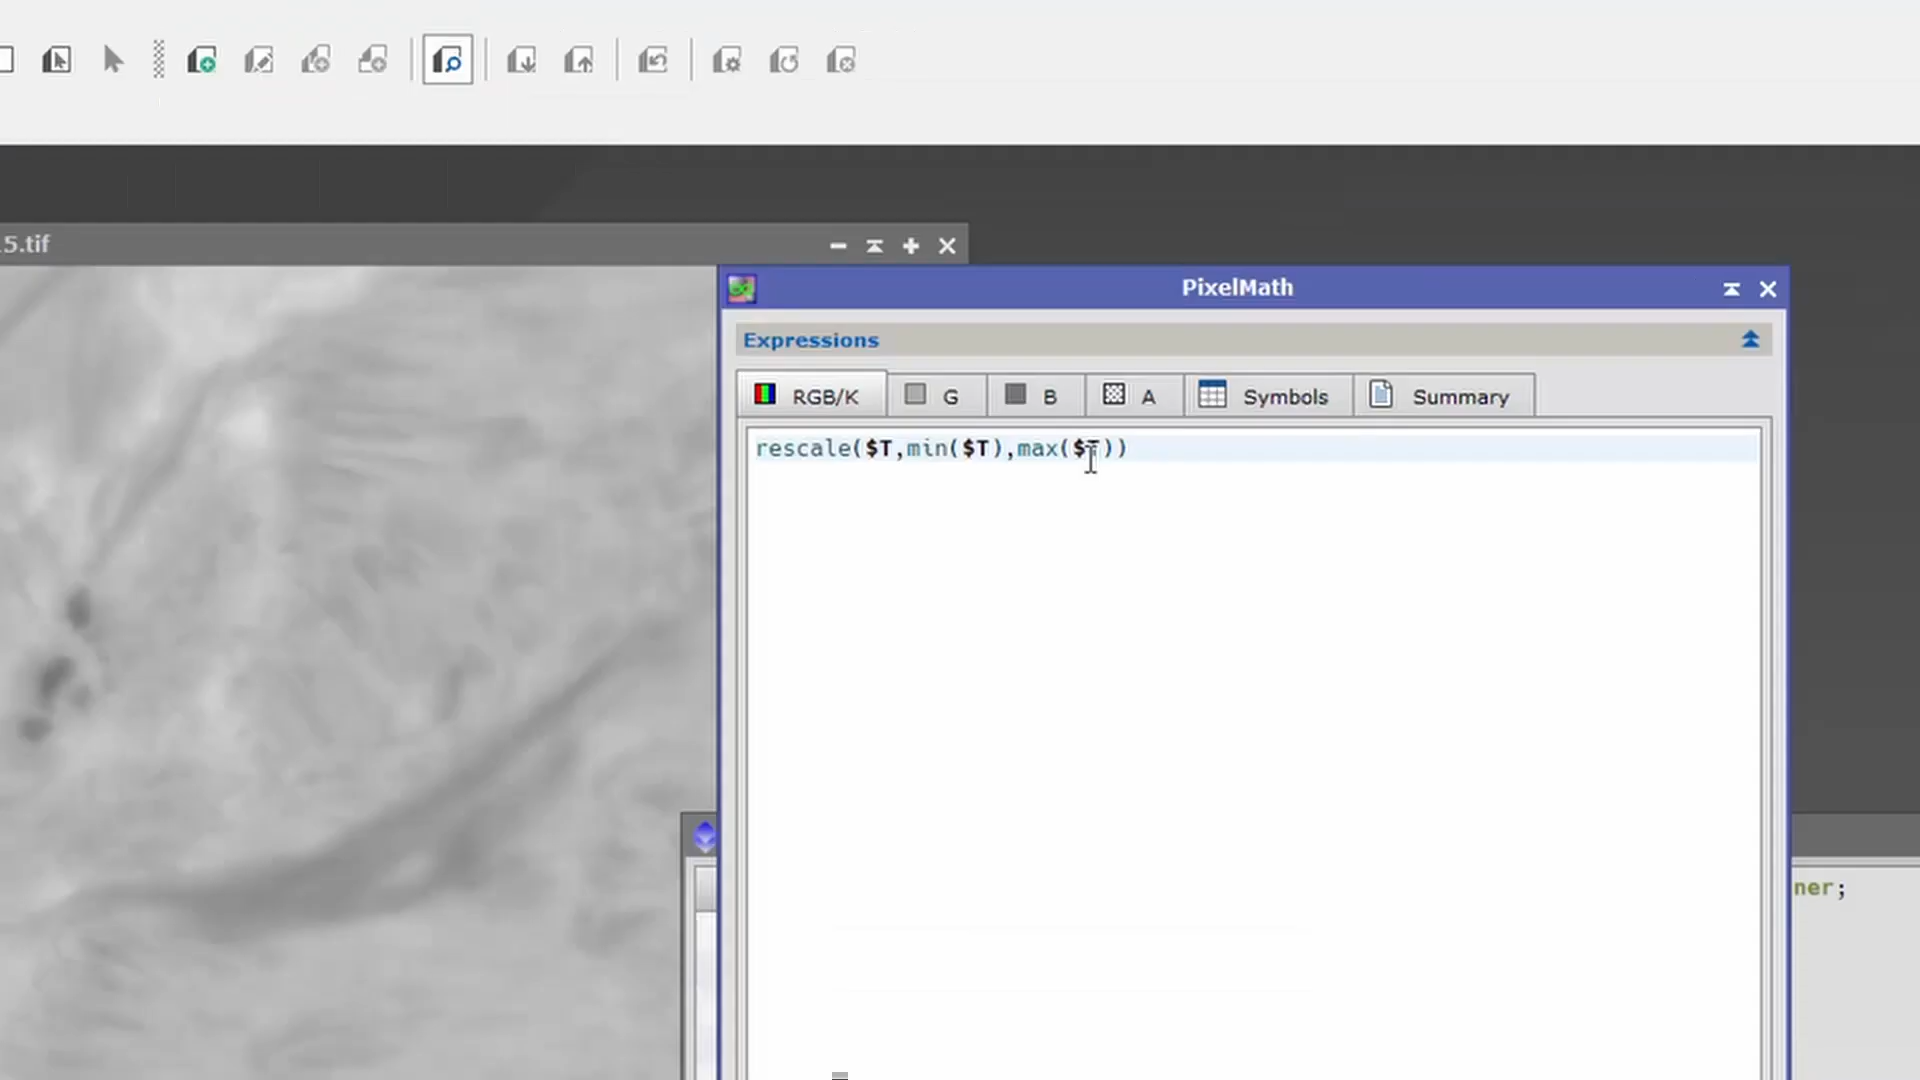 5.tif
PixelMath
Expressions
RGB/K
G
B
A
Symbols
Summary
rescale($T,min($T),max($T))
ner;